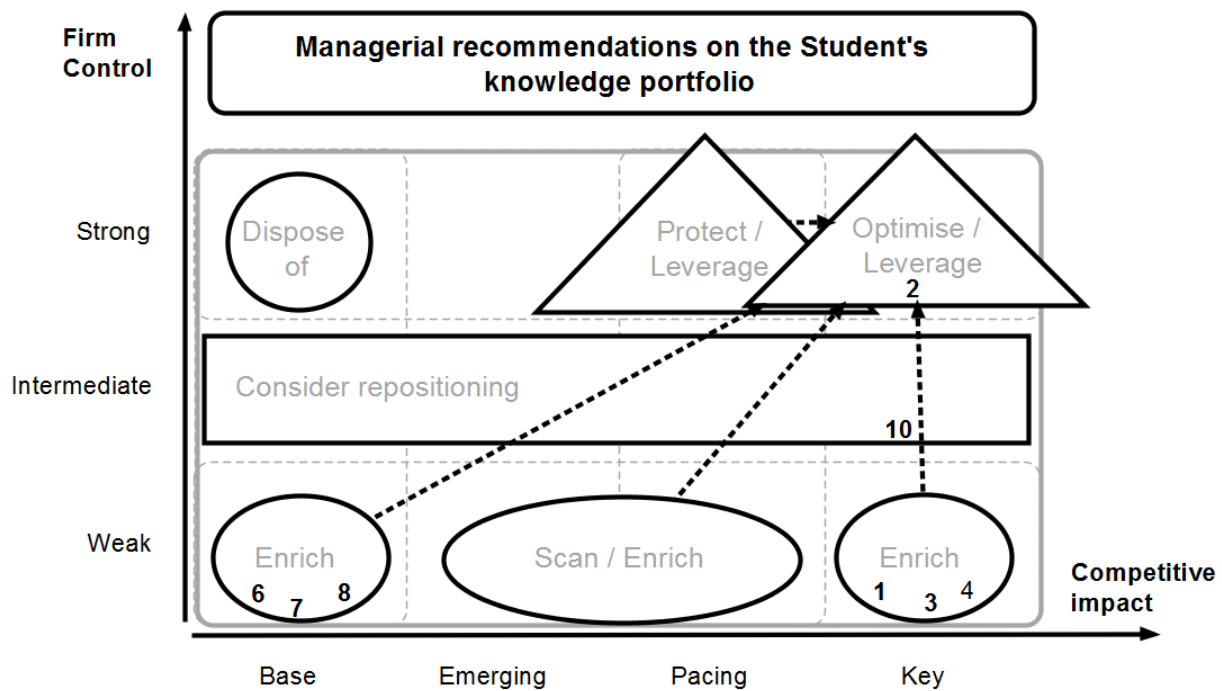 Firm
Control
Managerial recommendations on the Student's
knowledge portfolio
Strong
Dispose
of
Protect /
Leverage
Optimise /
Leverage
2
Intermediate
Consider repositioning
10
Weak
Enrich
6
7
8
Scan / Enrich
Enrich
1
3
4
Competitive
impact
Base
Emerging
Pacing
Key